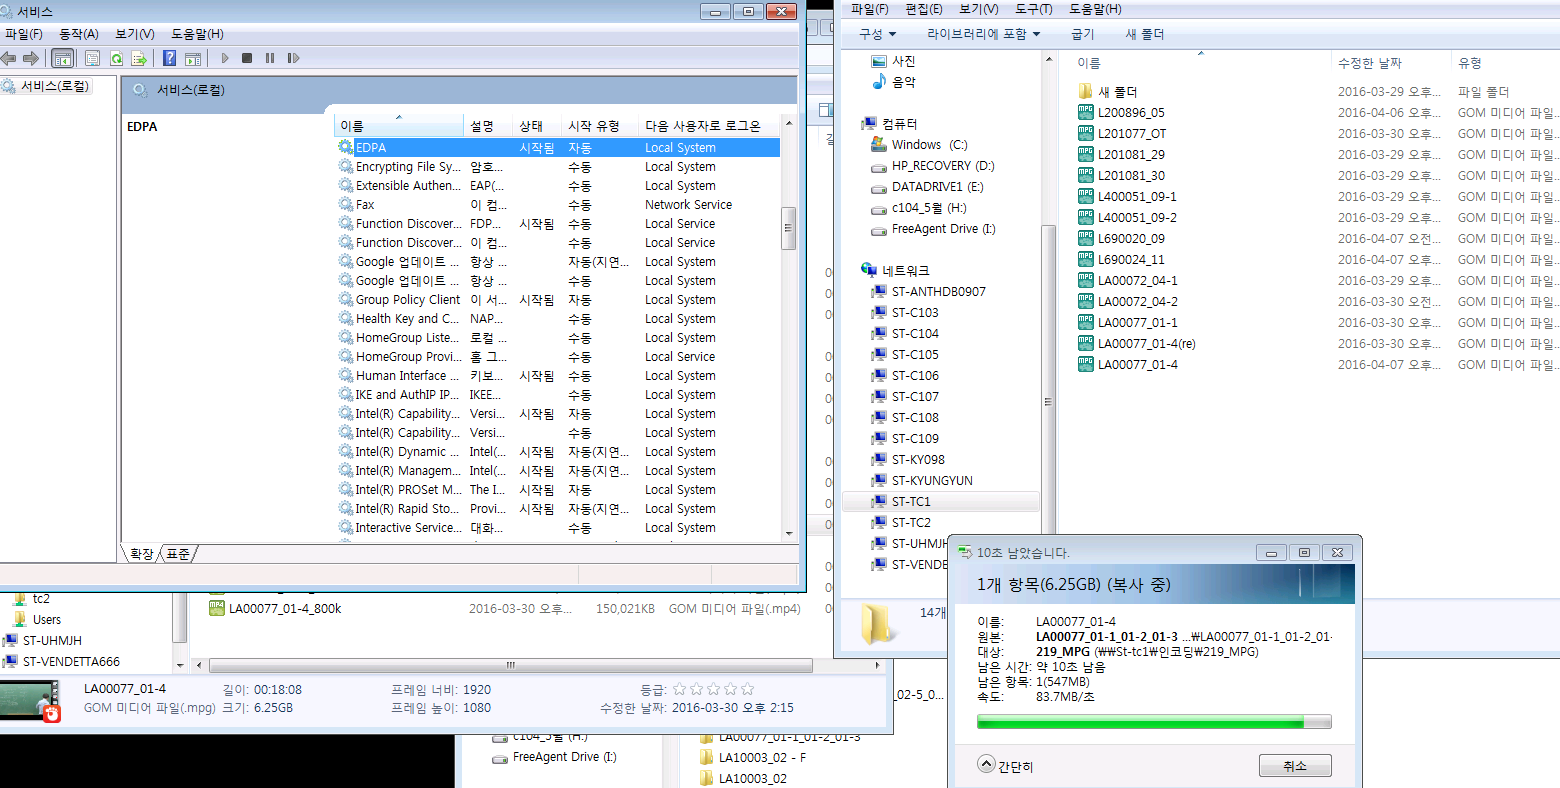 서비스
파일(F) 동작(A) 보기(V) 도움말(H)
서비스(로컬)
서비스(로컬)
EDPA
이름 설명 상태 시작 유형 다음 사용자로 로그온
EDPA 시작됨 자동 Local System
Encrypting File Sy... 암호... 수동 Local System
Extensible Authen... EAP(... 수동 Local System
Fax 이 컴... 수동 Network Service
Function Discover... FDP... 시작됨 수동 Local Service
Function Discover... 이 컴... 수동 Local Service
Google 업데이트 ... 항상 ... 자동(지연... Local System
Google 업데이트 ... 항상 ... 수동 Local System
Group Policy Client 이 서... 시작됨 자동 Local System
Health Key and C... NAP... 수동 Local System
HomeGroup Liste... 로컬 ... 수동 Local System
HomeGroup Provi... 홈 그... 수동 Local Service
Human Interface ... 키보... 시작됨 수동 Local System
IKE and AuthIP IP... IKEE... 수동 Local System
Intel(R) Capability... Versi... 시작됨 자동 Local System
Intel(R) Capability... Versi... 수동 Local System
Intel(R) Dynamic ... Intel(... 시작됨 자동(지연... Local System
Intel(R) Managem... Intel(... 시작됨 자동(지연... Local System
Intel(R) PROSet M... The I... 시작됨 자동 Local System
Intel(R) Rapid Sto... Provi... 시작됨 자동(지연... Local System
Interactive Service... 대화... 수동 Local System
확장 표준
tc2
Users
ST-UHMJH
ST-VENDETTA666
LA00077_01-4_800k 2016-03-30 오후... 150,021KB GOM 미디어 파일(.mp4)
LA00077_01-4 길이: 00:18:08 프레임 너비: 1920 등급:
GOM 미디어 파일(.mpg) 크기: 6.25GB 프레임 높이: 1080 수정한 날짜: 2016-03-30 오후 2:15
_02-5_0...
c104_5월 (H:)
FreeAgent Drive (I:)
LA00077_01-1_01-2_01-3
LA10003_02 - F
LA10003_02
파일(F) 편집(E) 보기(V) 도구(T) 도움말(H)
구성 라이브러리에 포함 굽기 새 폴더
사진
음악
컴퓨터
Windows (C:)
HP_RECOVERY (D:)
DATADRIVE1 (E:)
c104_5월 (H:)
FreeAgent Drive (I:)
네트워크
ST-ANTHDB0907
ST-C103
ST-C104
ST-C105
ST-C106
ST-C107
ST-C108
ST-C109
ST-KY098
ST-KYUNGYUN
ST-TC1
ST-TC2
ST-UHMJH
ST-VENDE
14개
이름 수정한 날짜 유형
새 폴더 2016-03-29 오후... 파일 폴더
L200896_05 2016-04-06 오후... GOM 미디어 파일...
L201077_OT 2016-03-29 오후... GOM 미디어 파일...
L201081_29 2016-03-29 오후... GOM 미디어 파일...
L201081_30 2016-03-29 오후... GOM 미디어 파일...
L400051_09-1 2016-03-29 오후... GOM 미디어 파일...
L400051_09-2 2016-03-29 오후... GOM 미디어 파일...
L690020_09 2016-04-07 오전... GOM 미디어 파일...
L690024_11 2016-04-07 오후... GOM 미디어 파일...
LA00072_04-1 2016-03-29 오후... GOM 미디어 파일...
LA00072_04-2 2016-03-30 오전... GOM 미디어 파일...
LA00077_01-1 2016-03-30 오후... GOM 미디어 파일...
LA00077_01-4(re) 2016-03-30 오후... GOM 미디어 파일...
LA00077_01-4 2016-04-07 오후... GOM 미디어 파일...
10초 남았습니다.
1개 항목(6.25GB) (복사 중)
이름: LA00077_01-4
원본: LA00077_01-1_01-2_01-3 ...₩LA00077_01-1_01-2_01-
대상: 219_MPG (₩₩St-tc1₩인코딩₩219_MPG)
남은 시간: 약 10초 남음
남은 항목: 1(547MB)
속도: 83.7MB/초
간단히 취소